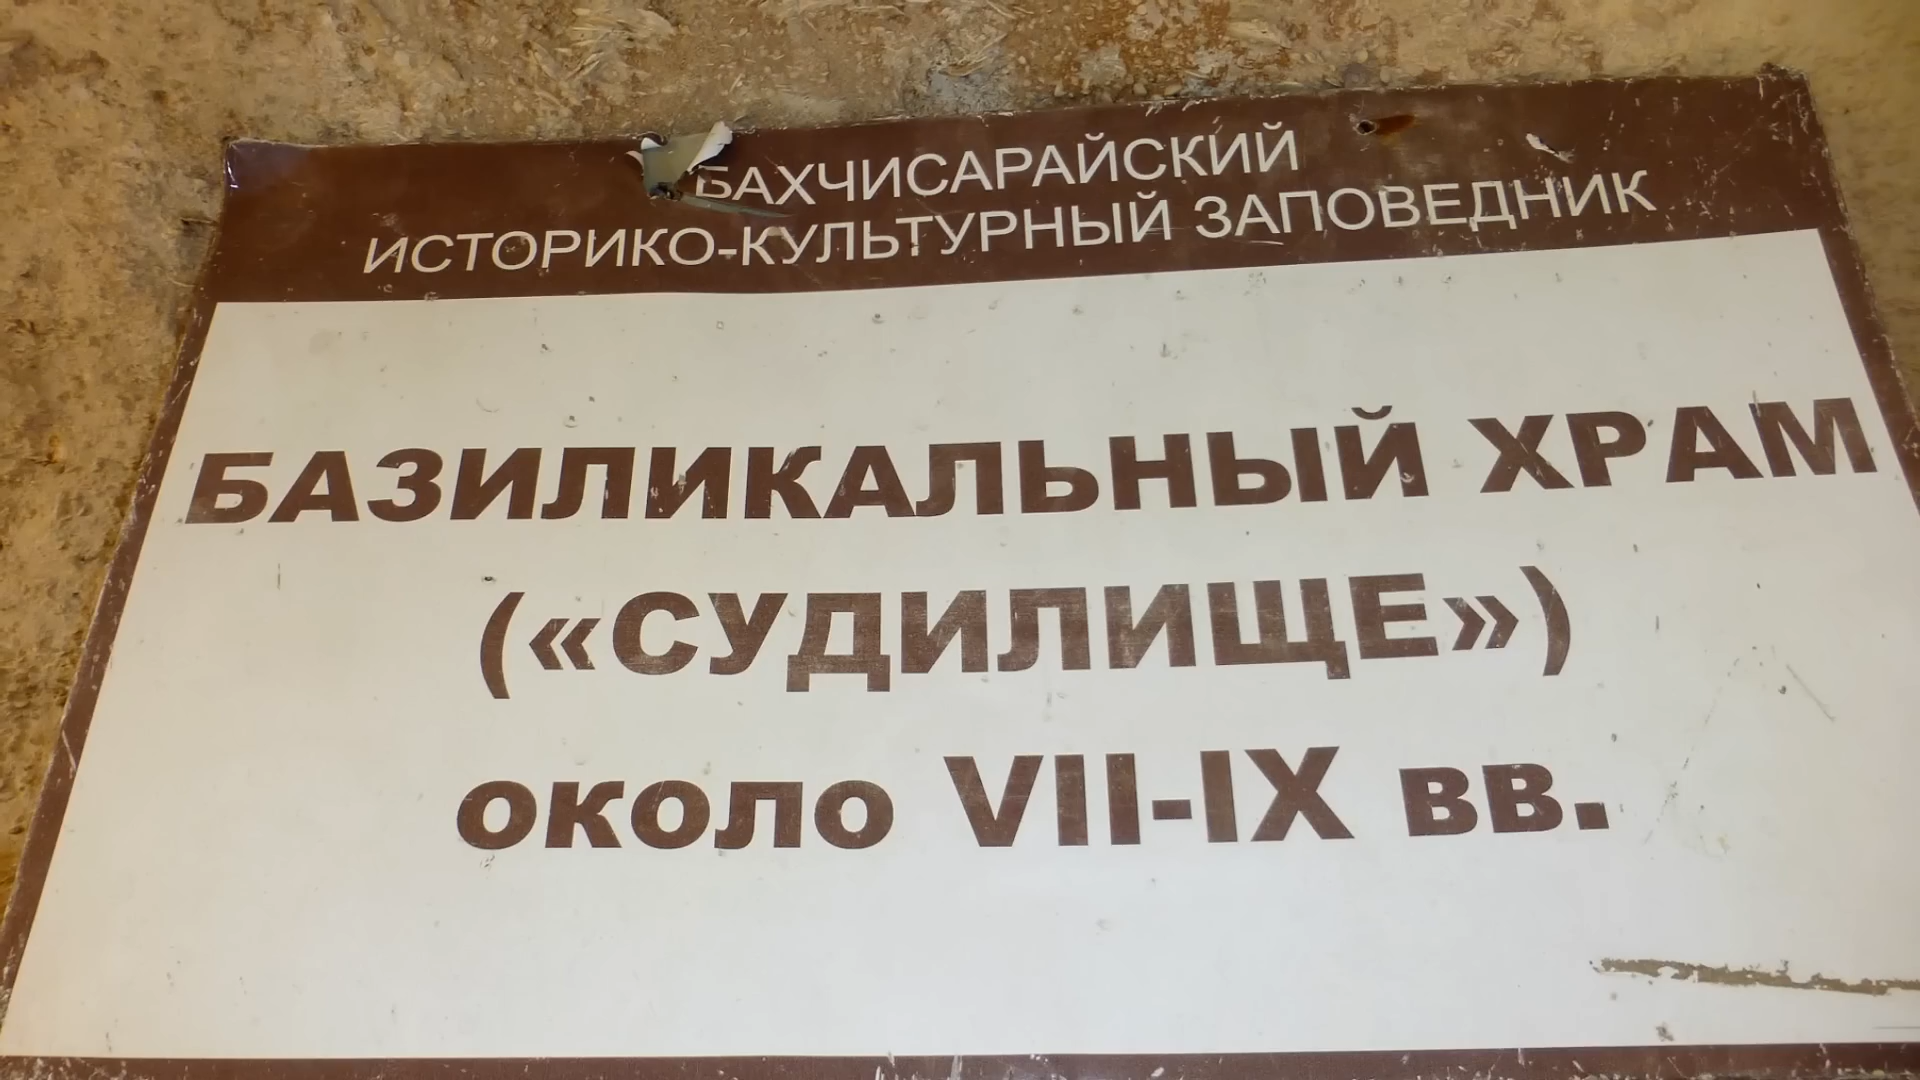 БАХЧИСАРАЙСКИЙ
ИСТОРИКО-КУЛЬТУРНЫЙ ЗАПОВЕДНИК
БАЗИЛИКАЛЬНЫЙ ХРАМ
(«СУДИЛИЩЕ»)
около VII-IX вв.